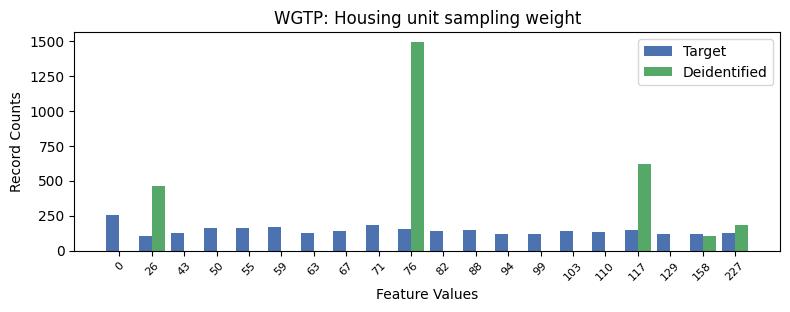 WGTP: Housing unit sampling weight
Target
Deidentified
Record Counts
1500
1250
1000
750
500
250
0
0 26 43 50 55 59 63 67 71 76 82 88 94 99 103 110 117 129 158 227
Feature Values